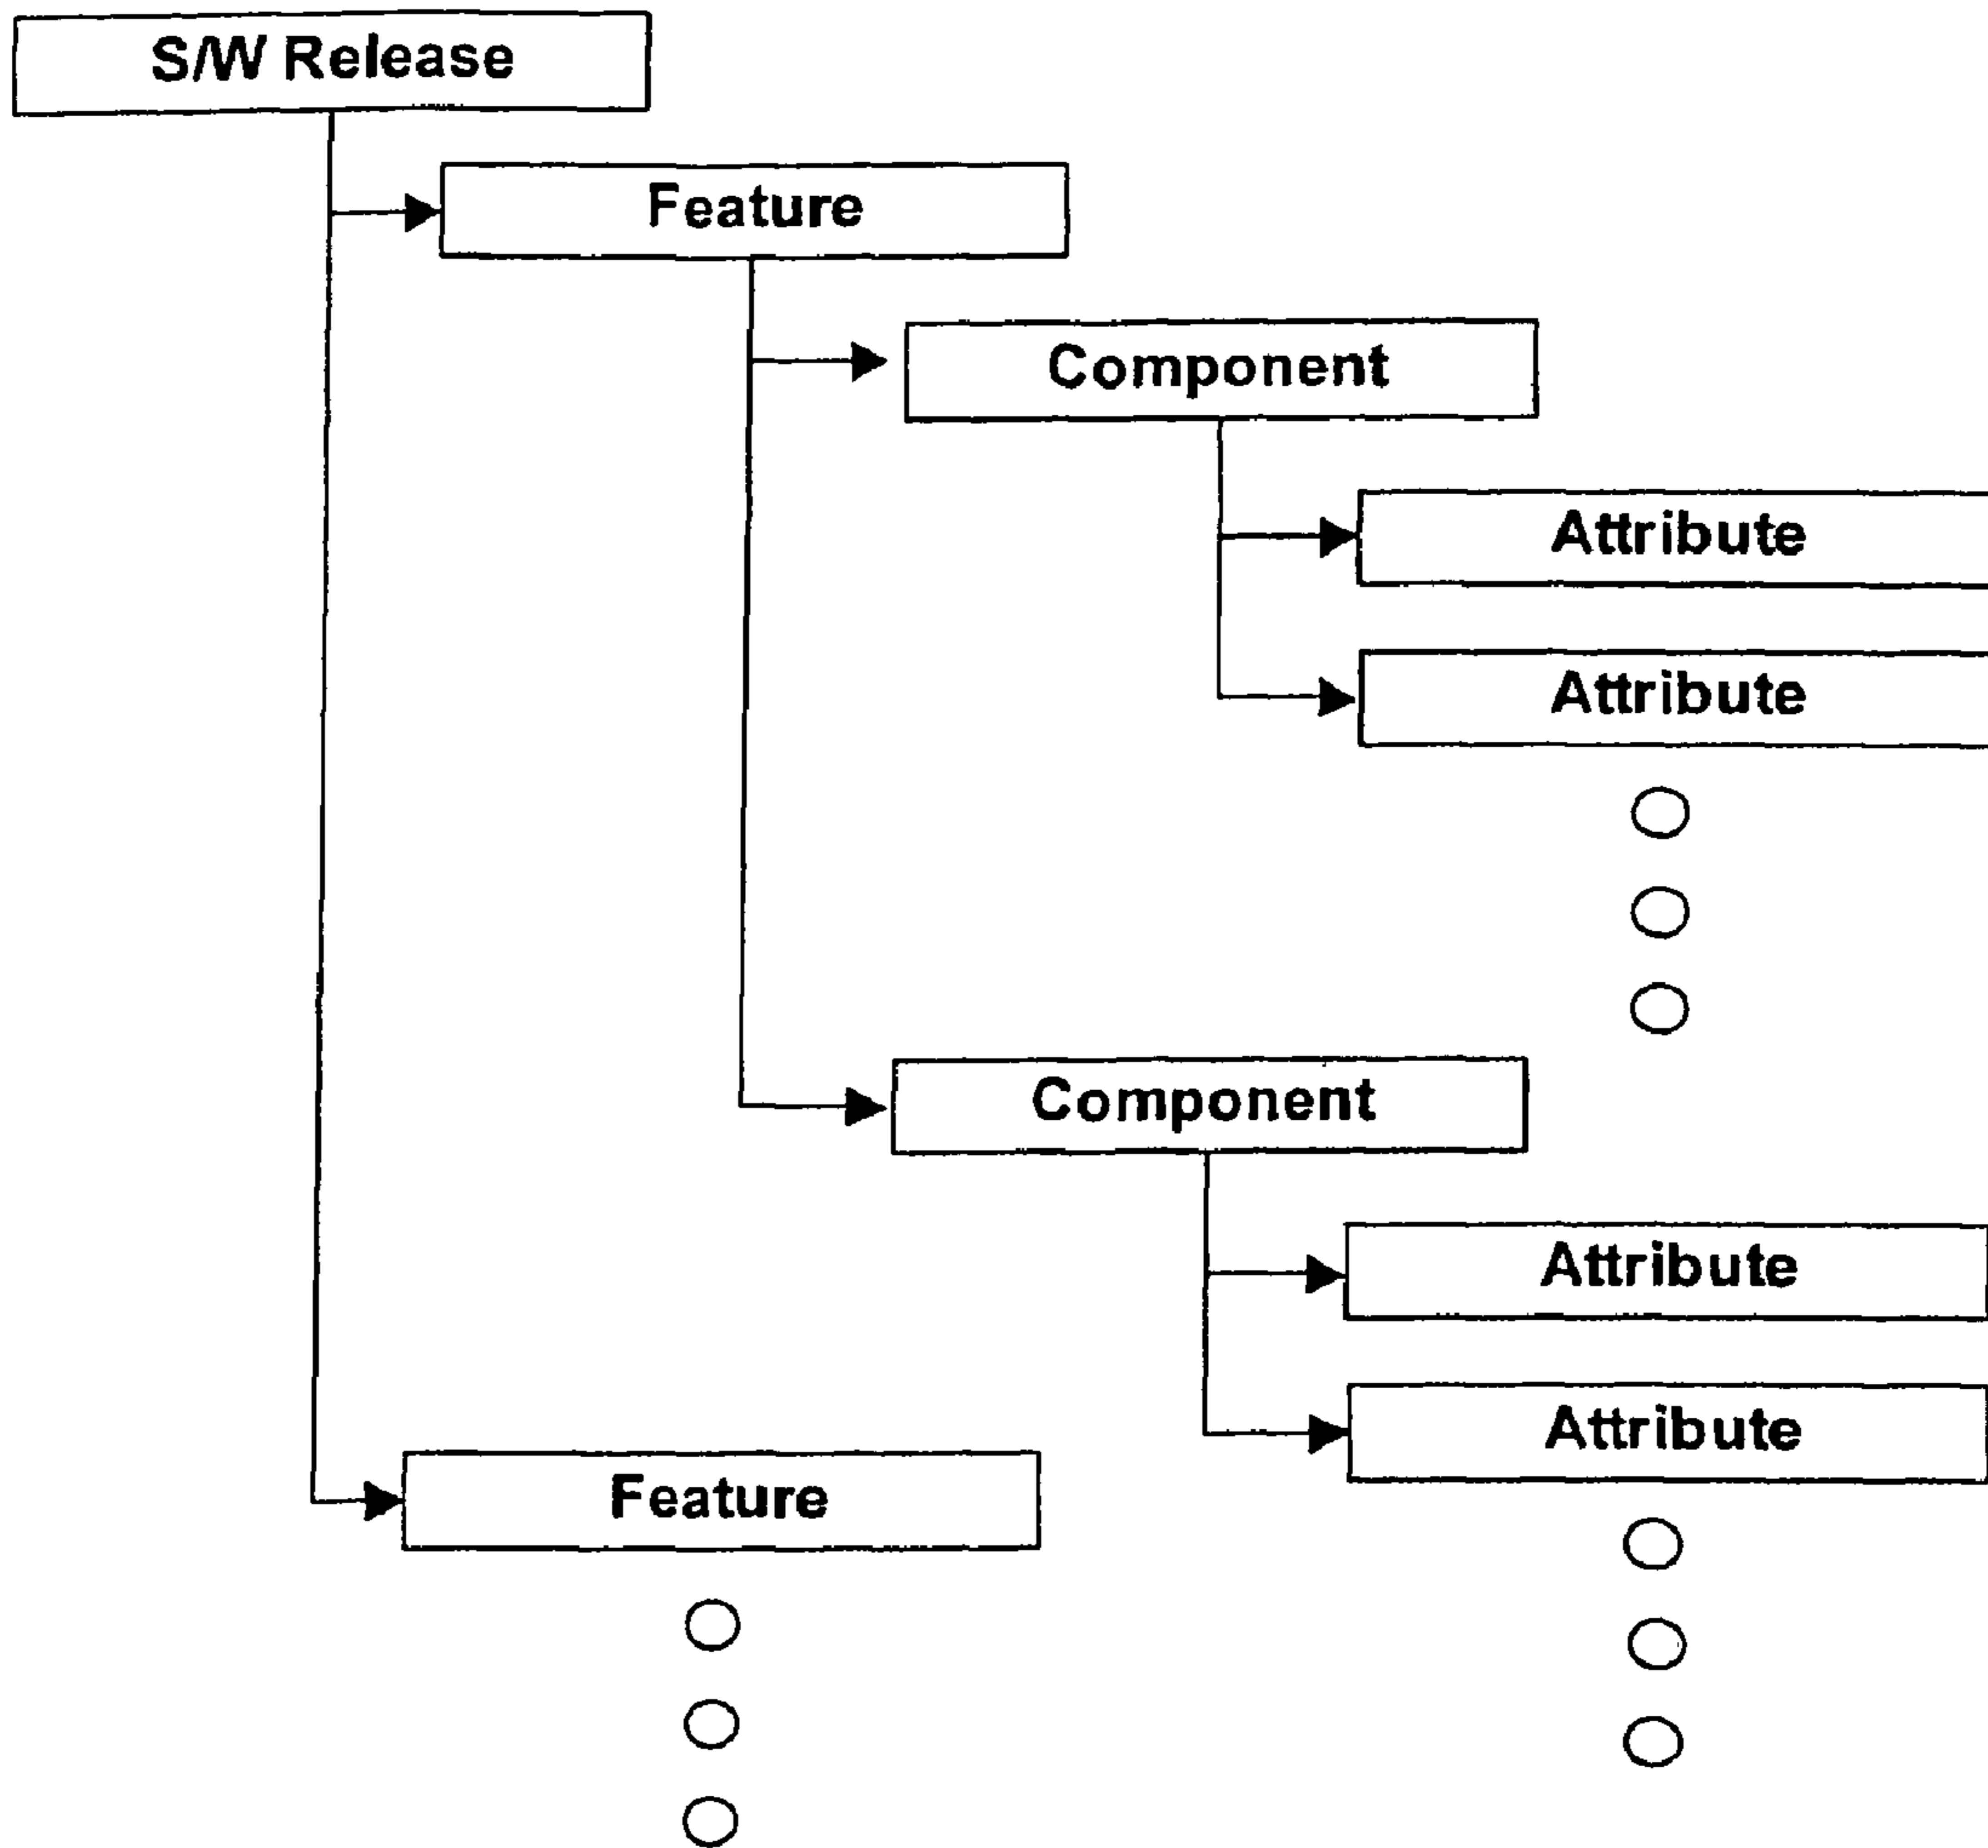 S/W Release
Feature
Component
Attribute
Attribute
Component
Attribute
Attribute
Feature